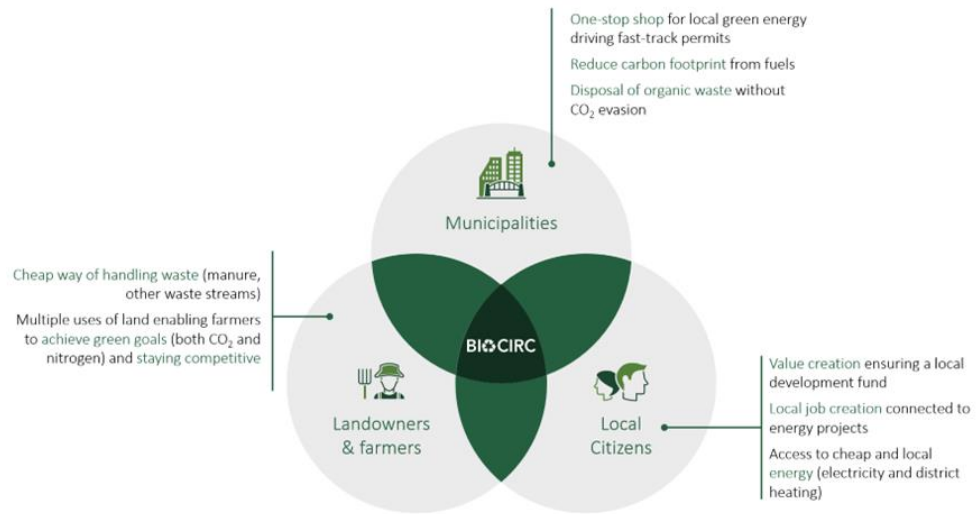 One-stop shop for local green energy
driving fast-track permits
Reduce carbon footprint from fuels
Disposal of organic waste without
CO₂ evasion
Municipalities
Cheap way of handling waste (manure,
other waste streams)
Multiple uses of land enabling farmers
to achieve green goals (both CO₂ and
nitrogen) and staying competitive
BIOCIRC
Landowners
& farmers
Local
Citizens
Value creation ensuring a local
development fund
Local job creation connected to
energy projects
Access to cheap and local
energy (electricity and district
heating)